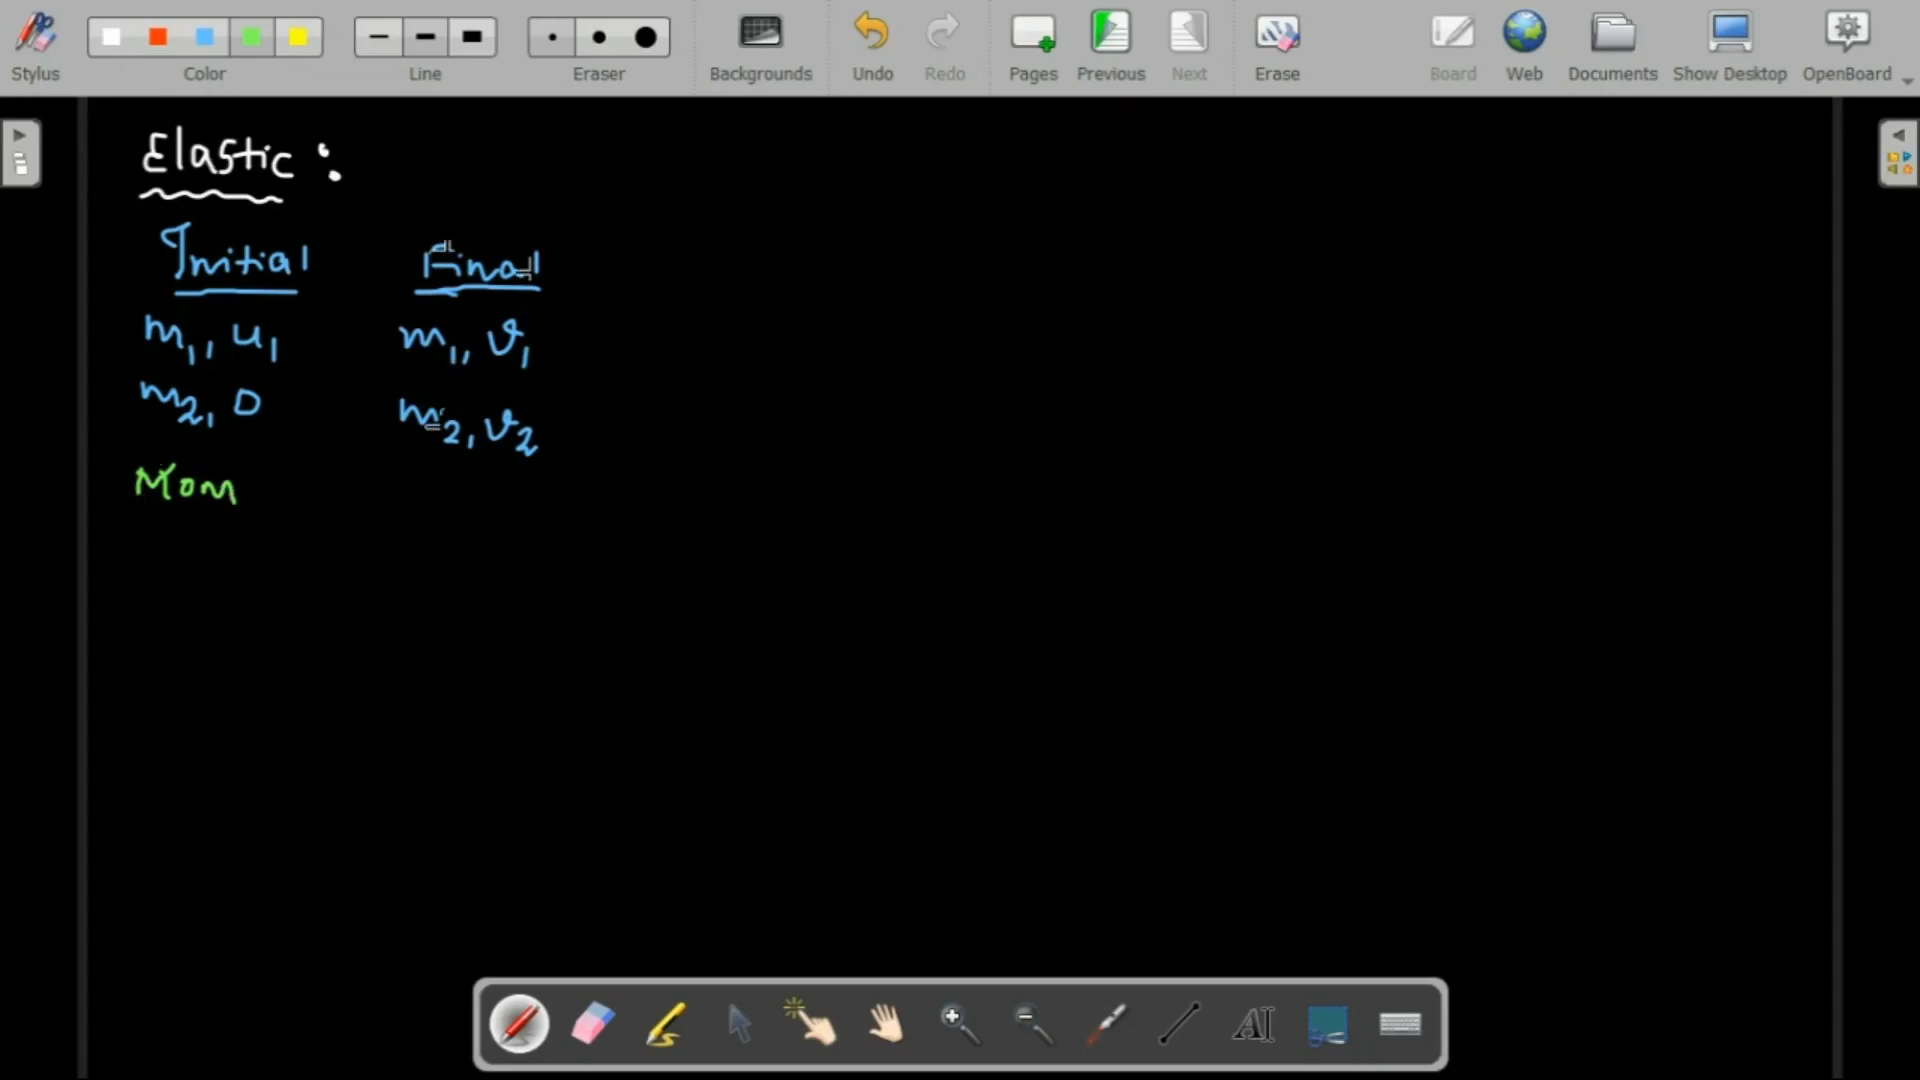 Stylus Color Line Eraser Backgrounds Undo Redo Pages Previous Next Erase Board Web Documents Show Desktop OpenBoard
Elastic :
Initial Final
m₁, u₁ m₁, v₁
m₂, 0 m₂, v₂
Mom